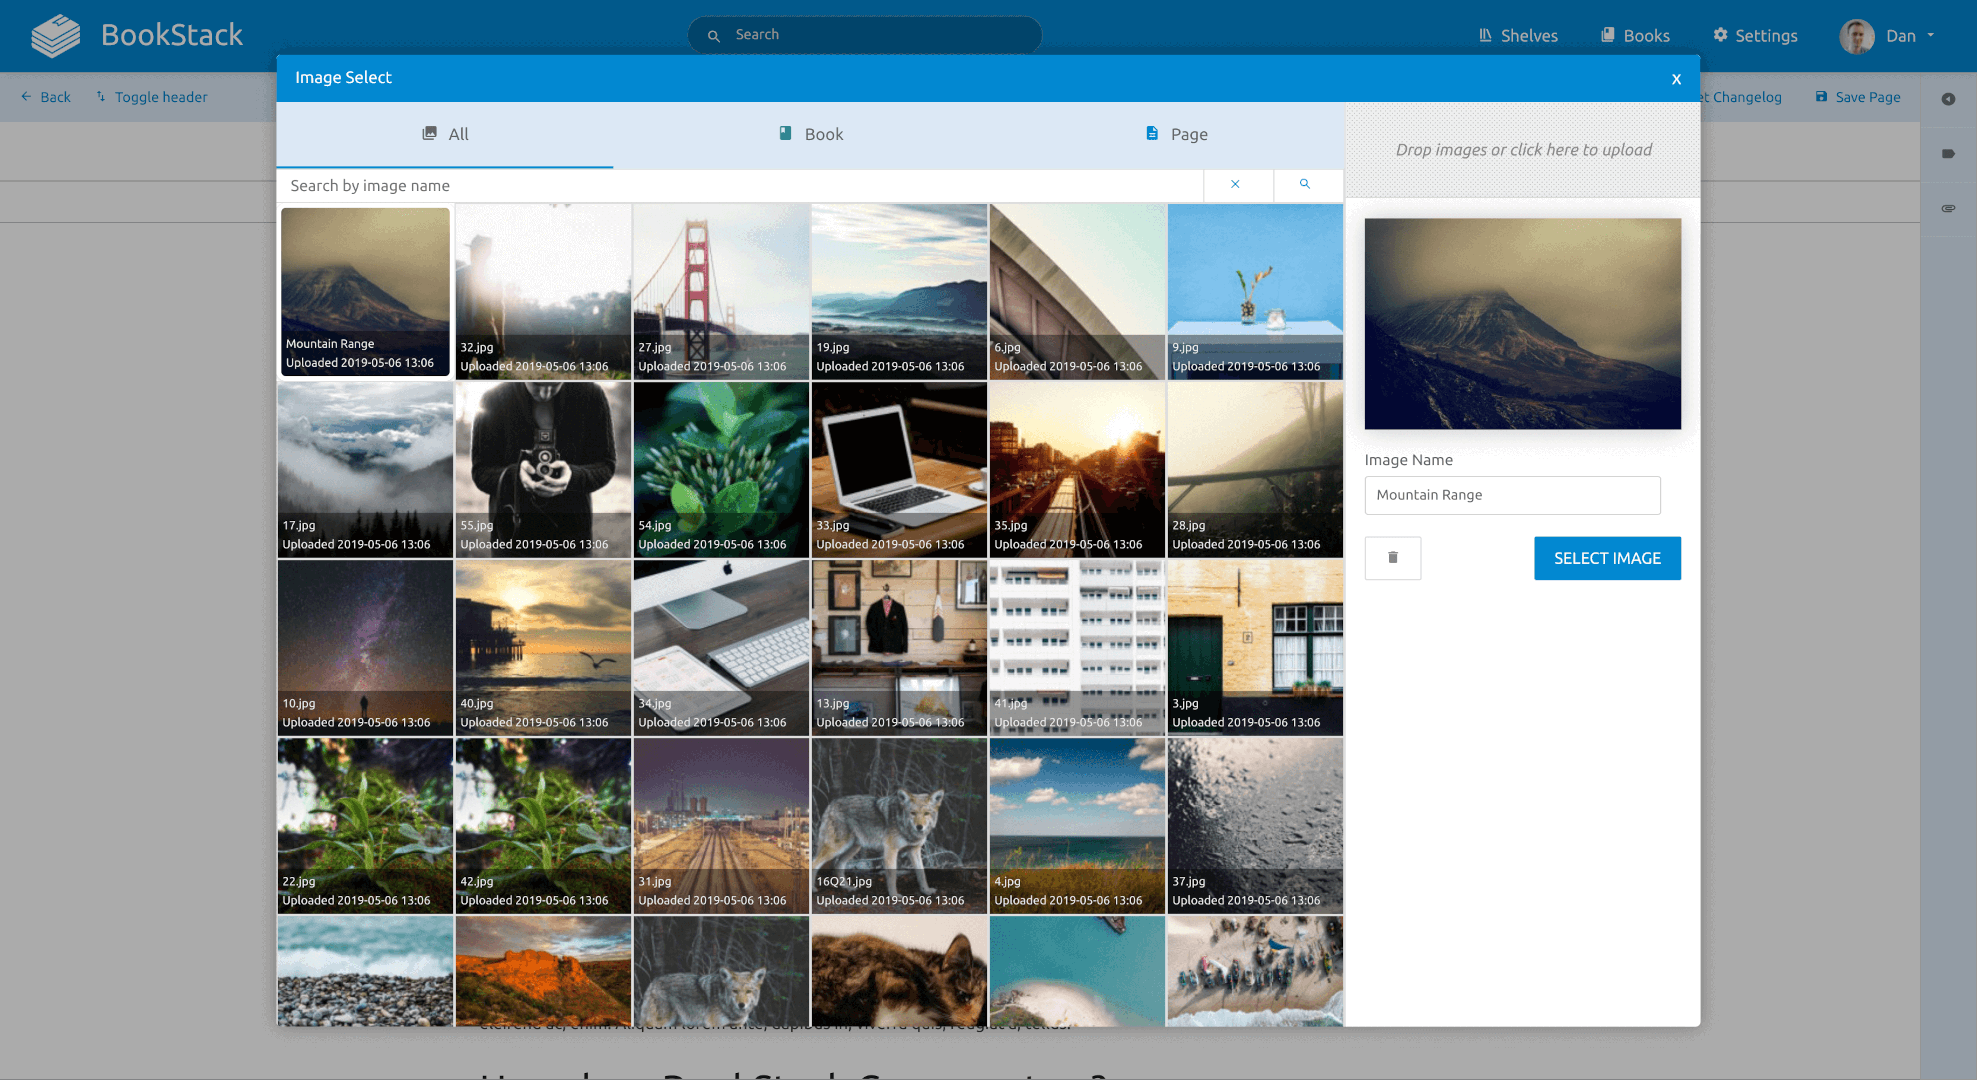 BookStack
Search
Shelves
Books
Settings
Dan
Image Select
x
Back
Toggle header
Changelog
Save Page
All
Book
Page
Drop images or click here to upload
Search by image name
Mountain Range
Uploaded 2019-05-06 13:06
32.jpg
Uploaded 2019-05-06 13:06
27.jpg
Uploaded 2019-05-06 13:06
19.jpg
Uploaded 2019-05-06 13:06
6.jpg
Uploaded 2019-05-06 13:06
9.jpg
Uploaded 2019-05-06 13:06
Image Name
Mountain Range
SELECT IMAGE
17.jpg
Uploaded 2019-05-06 13:06
55.jpg
Uploaded 2019-05-06 13:06
54.jpg
Uploaded 2019-05-06 13:06
33.jpg
Uploaded 2019-05-06 13:06
35.jpg
Uploaded 2019-05-06 13:06
28.jpg
Uploaded 2019-05-06 13:06
10.jpg
Uploaded 2019-05-06 13:06
40.jpg
Uploaded 2019-05-06 13:06
34.jpg
Uploaded 2019-05-06 13:06
13.jpg
Uploaded 2019-05-06 13:06
41.jpg
Uploaded 2019-05-06 13:06
3.jpg
Uploaded 2019-05-06 13:06
22.jpg
Uploaded 2019-05-06 13:06
42.jpg
Uploaded 2019-05-06 13:06
31.jpg
Uploaded 2019-05-06 13:06
16Q21.jpg
Uploaded 2019-05-06 13:06
4.jpg
Uploaded 2019-05-06 13:06
37.jpg
Uploaded 2019-05-06 13:06